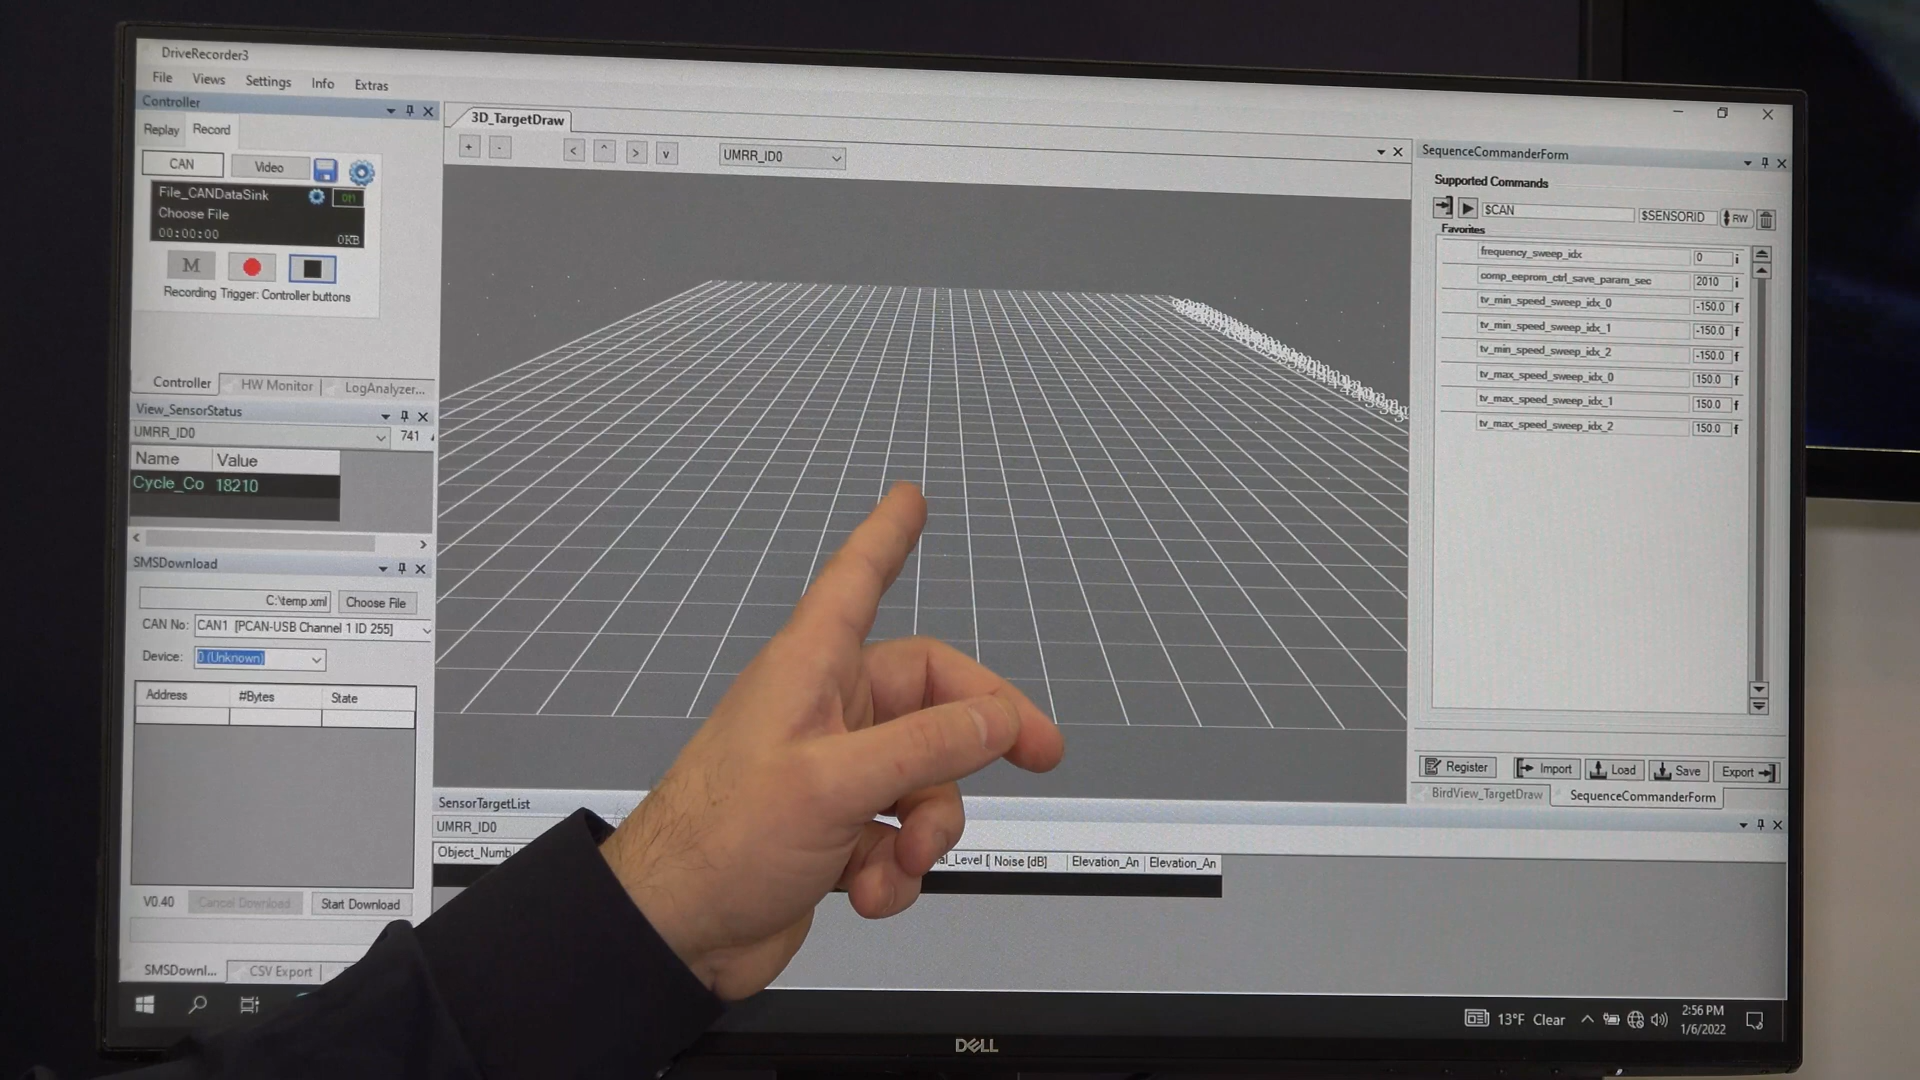 DriveRecorder3
File Views Settings Info Extras
Controller
Replay Record
CAN Video
File_CANDataSink on
Choose File
00:00:00 0KB
M
Recording Trigger: Controller buttons
Controller HW Monitor LogAnalyzer...
View_SensorStatus
UMRR_ID0 741
Name Value
Cycle_Co 18210
SMSDownload
C:\temp.xml Choose File
CAN No: CAN1 [PCAN-USB Channel 1 ID 255]
Device: 0 (Unknown)
Address #Bytes State
V0.40 Cancel Download Start Download
SMSDownl... CSV Export
3D_TargetDraw
+ - < ^ > v UMRR_ID0
SensorTargetList
UMRR_ID0
Object_Numb al_Level [ Noise [dB] Elevation_An Elevation_An
SequenceCommanderForm
Supported Commands
$CAN $SENSORID RW
Favorites
frequency_sweep_idx 0 i
comp_eeprom_ctrl_save_param_sec 2010 i
tv_min_speed_sweep_idx_0 -150.0 f
tv_min_speed_sweep_idx_1 -150.0 f
tv_min_speed_sweep_idx_2 -150.0 f
tv_max_speed_sweep_idx_0 150.0 f
tv_max_speed_sweep_idx_1 150.0 f
tv_max_speed_sweep_idx_2 150.0 f
Register Import Load Save Export
BirdView_TargetDraw SequenceCommanderForm
13°F Clear
2:56 PM
1/6/2022
DELL